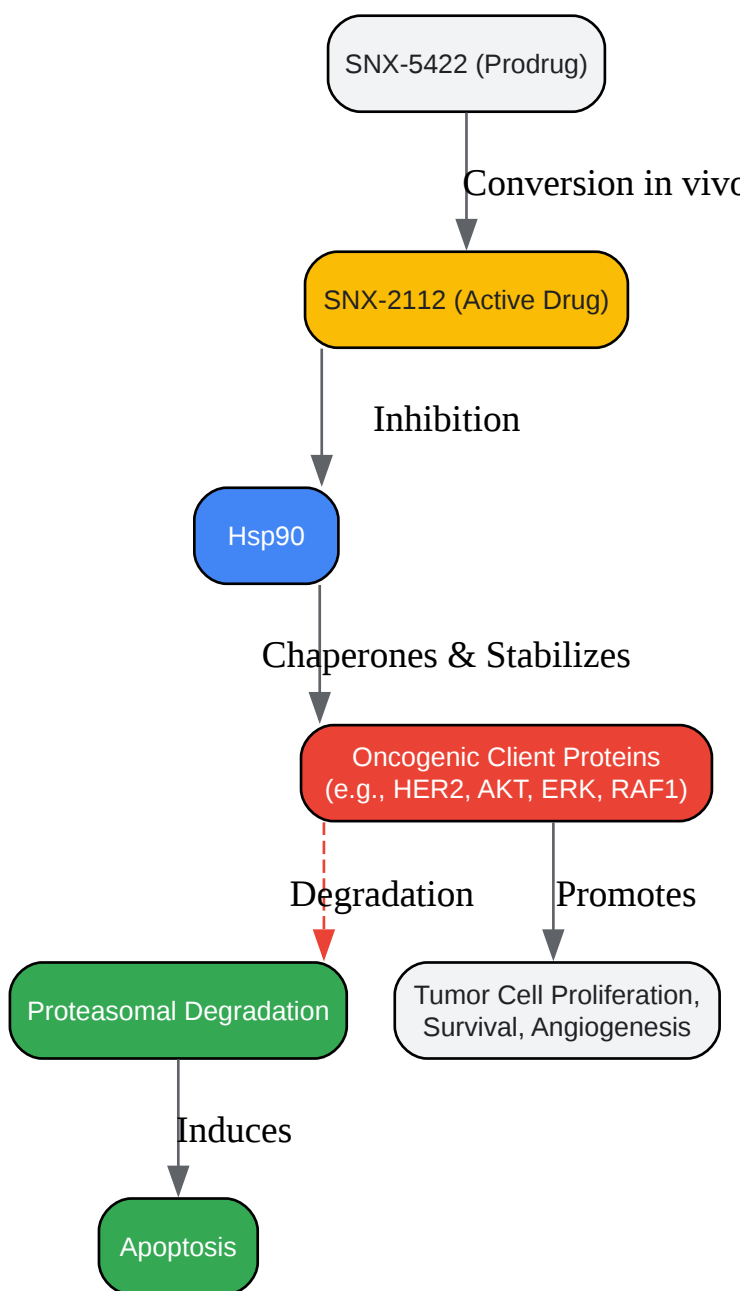 SNX-5422 (Prodrug)
Conversion in vivo
SNX-2112 (Active Drug)
Inhibition
Hsp90
Chaperones & Stabilizes
Oncogenic Client Proteins
(e.g., HER2, AKT, ERK, RAF1)
Degradation
Promotes
Proteasomal Degradation
Tumor Cell Proliferation,
Survival, Angiogenesis
Induces
Apoptosis